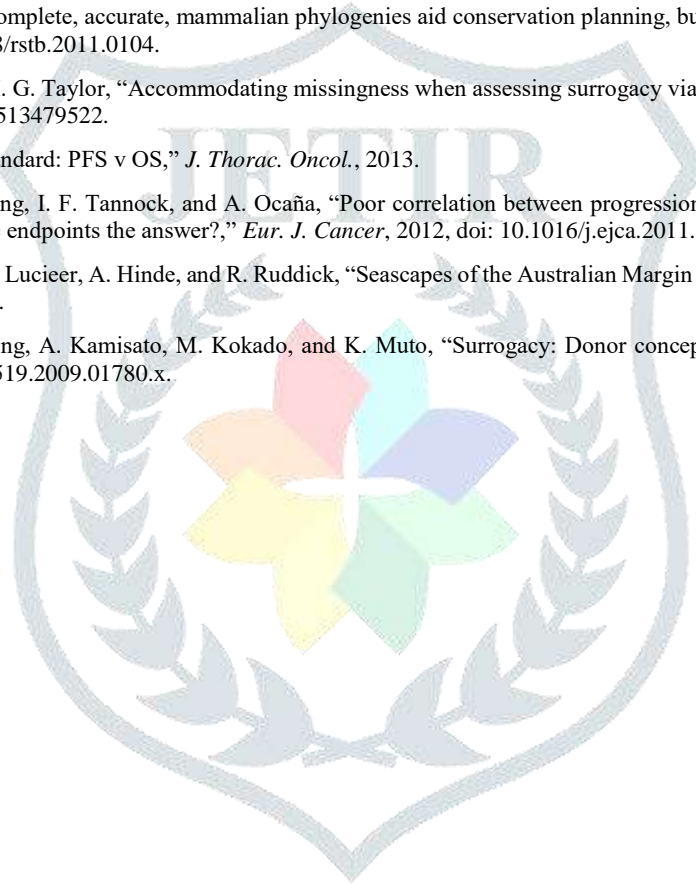 omplete, accurate, mammalian phylogenies aid conservation planning, bu
/rstb.2011.0104.
. G. Taylor, “Accommodating missingness when assessing surrogacy via
513479522.
ndard: PFS v OS,” J. Thorac. Oncol., 2013.
ng, I. F. Tannock, and A. Ocaña, “Poor correlation between progression
endpoints the answer?,” Eur. J. Cancer, 2012, doi: 10.1016/j.ejca.2011.
Lucieer, A. Hinde, and R. Ruddick, “Seascapes of the Australian Margin
.
ng, A. Kamisato, M. Kokado, and K. Muto, “Surrogacy: Donor concep
519.2009.01780.x.
JETIR